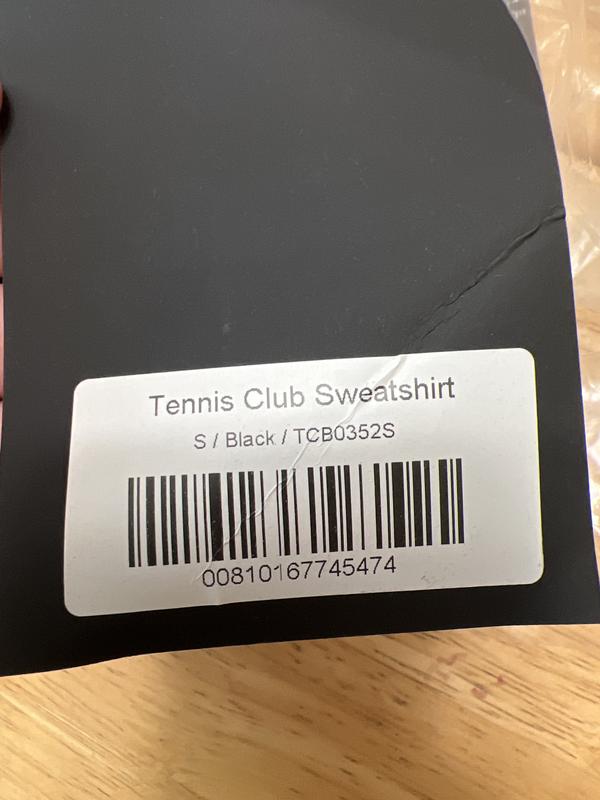 Tennis Club Sweatshirt
S / Black / TCB0352S
00810167745474